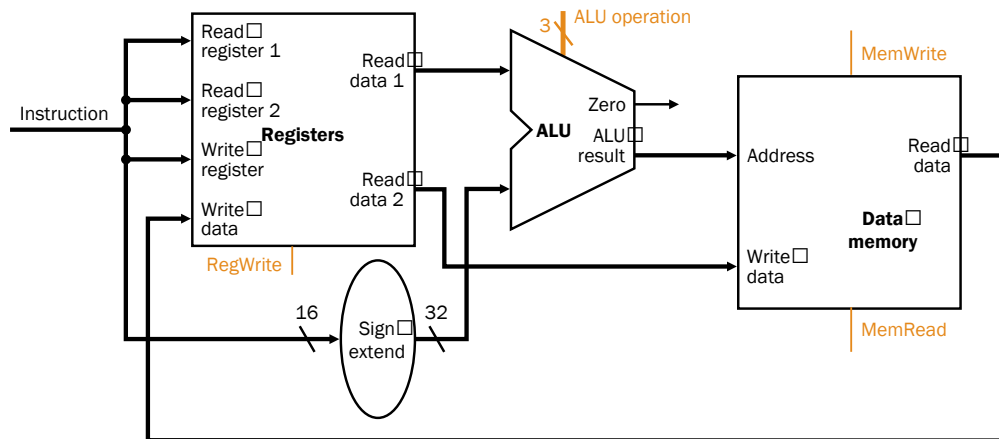 3
ALU operation
Read
register 1
Read
data 1
MemWrite
Read
register 2
Zero
Instruction
Registers
ALU
ALU
result
Write
register
Address
Read
data
Read
data 2
Write
data
Data
memory
RegWrite
Write
data
16
32
Sign
extend
MemRead